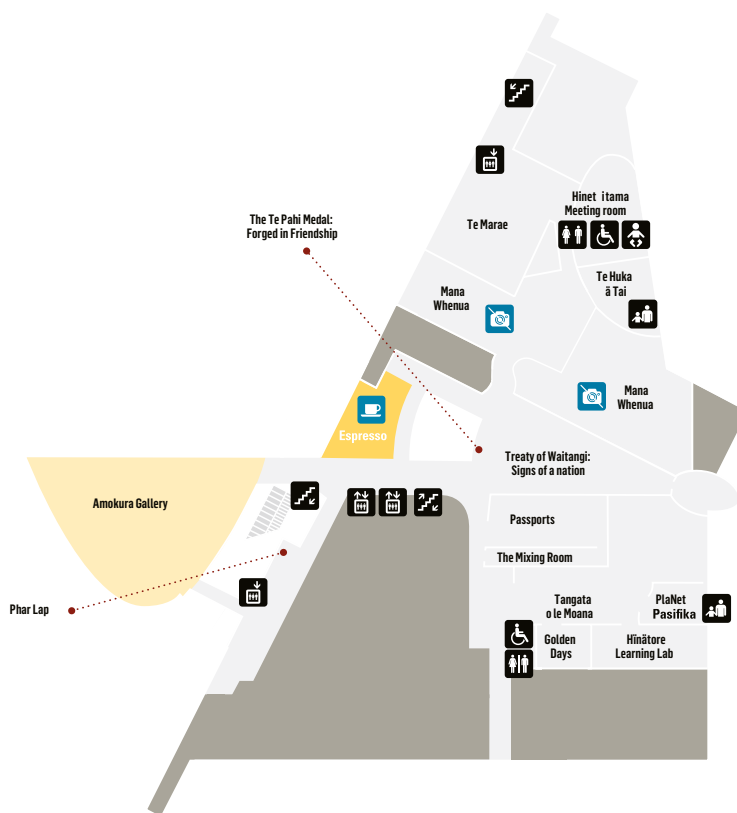 Hinet itama
Meeting room
The Te Pahi Medal:
Forged in Friendship
Te Marae
Te Huka
ä Tai
Mana
Whenua
Mana
Whenua
Espresso
Treaty of Waitangi:
Signs of a nation
Amokura Gallery
Passports
The Mixing Room
Tangata
o le Moana
PlaNet
Pasifika
Phar Lap
Golden
Days
Hīnātore
Learning Lab